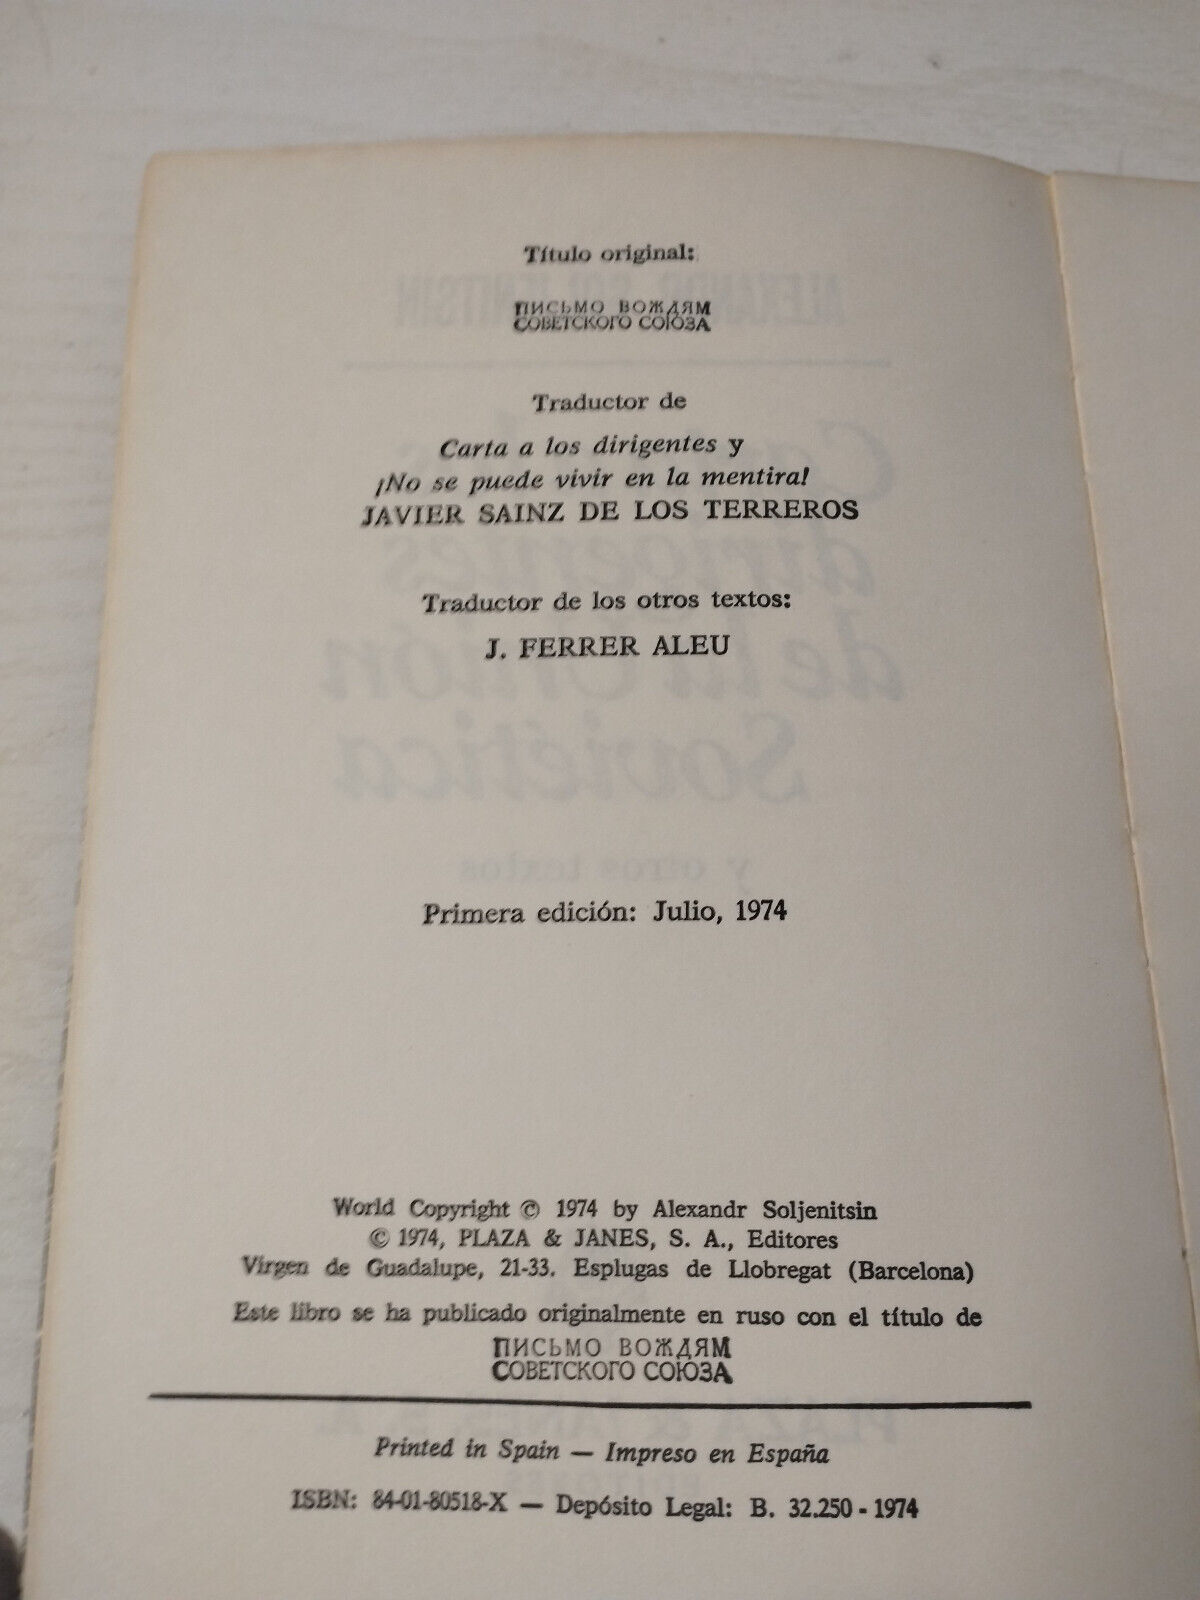 Título original:
ПИСЬМО ВОЖДЯМ
СОВЕТСКОГО СОЮЗА
Traductor de
Carta a los dirigentes y
¡No se puede vivir en la mentira!
JAVIER SAINZ DE LOS TERREROS
Traductor de los otros textos:
J. FERRER ALEU
Primera edición: Julio, 1974
World Copyright © 1974 by Alexandr Soljenitsin
© 1974, PLAZA & JANES, S. A., Editores
Virgen de Guadalupe, 21-33. Esplugas de Llobregat (Barcelona)
Este libro se ha publicado originalmente en ruso con el título de
ПИСЬМО ВОЖДЯМ
СОВЕТСКОГО СОЮЗА
Printed in Spain — Impreso en España
ISBN: 84-01-80518-X — Depósito Legal: B. 32.250 - 1974